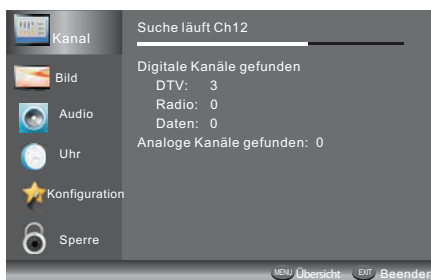 Kanal
Bild
Audio
Uhr
Konfiguration
Sperre
Suche läuft Ch12
Digitale Kanäle gefunden
DTV: 3
Radio: 0
Daten: 0
Analoge Kanäle gefunden: 0
MENU Übersicht EXIT Beenden